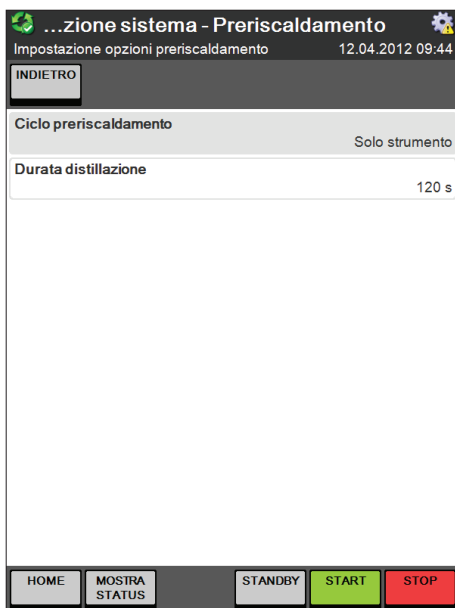 …zione sistema - Preriscaldamento
Impostazione opzioni preriscaldamento 12.04.2012 09:44
INDIETRO
Ciclo preriscaldamento
Solo strumento
Durata distillazione
120 s
HOME MOSTRA STATUS STANDBY START STOP